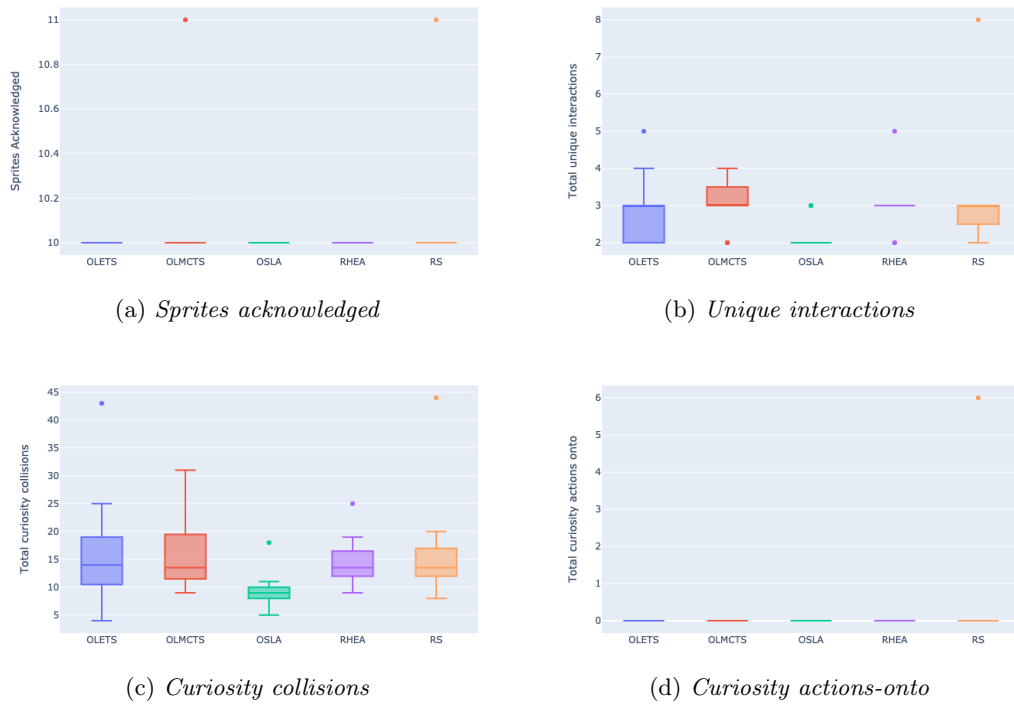 11
10.8
10.6
10.4
10.2
10
Sprites Acknowledged
OLETS OLMCTS OSLA RHEA RS
(a) Sprites acknowledged
8
7
6
5
4
3
2
Total unique interactions
OLETS OLMCTS OSLA RHEA RS
(b) Unique interactions
45
40
35
30
25
20
15
10
5
Total curiosity collisions
OLETS OLMCTS OSLA RHEA RS
(c) Curiosity collisions
6
5
4
3
2
1
0
Total curiosity actions onto
OLETS OLMCTS OSLA RHEA RS
(d) Curiosity actions-onto